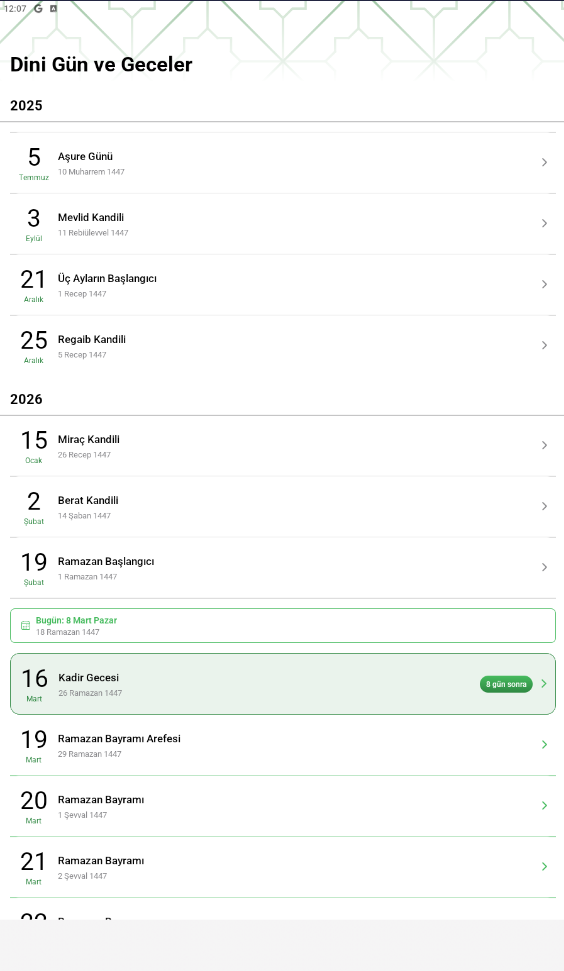 12:07
Dini Gün ve Geceler
2025
5
Temmuz
Aşure Günü
10 Muharrem 1447
3
Eylül
Mevlid Kandili
11 Rebiülevvel 1447
21
Aralık
Üç Ayların Başlangıcı
1 Recep 1447
25
Aralık
Regaib Kandili
5 Recep 1447
2026
15
Ocak
Miraç Kandili
26 Recep 1447
2
Şubat
Berat Kandili
14 Şaban 1447
19
Şubat
Ramazan Başlangıcı
1 Ramazan 1447
Bugün: 8 Mart Pazar
18 Ramazan 1447
16
Mart
Kadir Gecesi
26 Ramazan 1447
8 gün sonra
19
Mart
Ramazan Bayramı Arefesi
29 Ramazan 1447
20
Mart
Ramazan Bayramı
1 Şevval 1447
21
Mart
Ramazan Bayramı
2 Şevval 1447